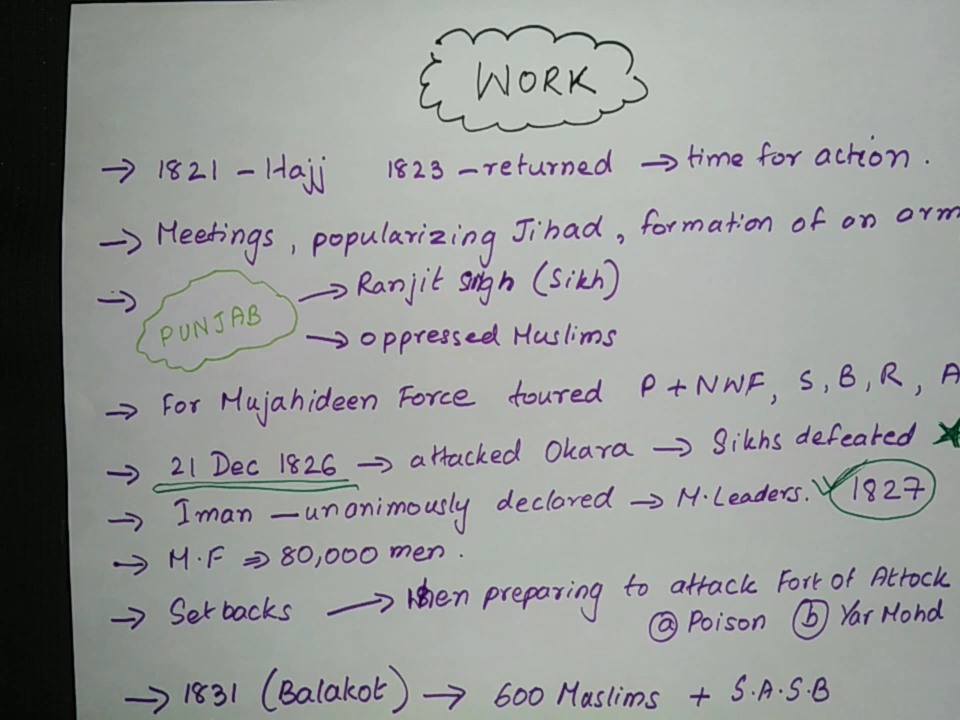 WORK
→ 1821 - Hajj 1823 - returned → time for action.
→ Meetings, popularizing Jihad, formation of an arm
→ PUNJAB → Ranjit Singh (Sikh)
→ oppressed Muslims
→ For Mujahideen Force toured P + NWF, S, B, R, A
→ 21 Dec 1826 → attacked Okara → Sikhs defeated ★
→ Iman - unanimously declared → M. Leaders. ✓ 1827
→ M.F ⇒ 80,000 men.
→ Setbacks → When preparing to attack Fort of Attock
ⓐ Poison ⓑ Yar Mohd
→ 1831 (Balakot) → 600 Muslims + S.A.S.B